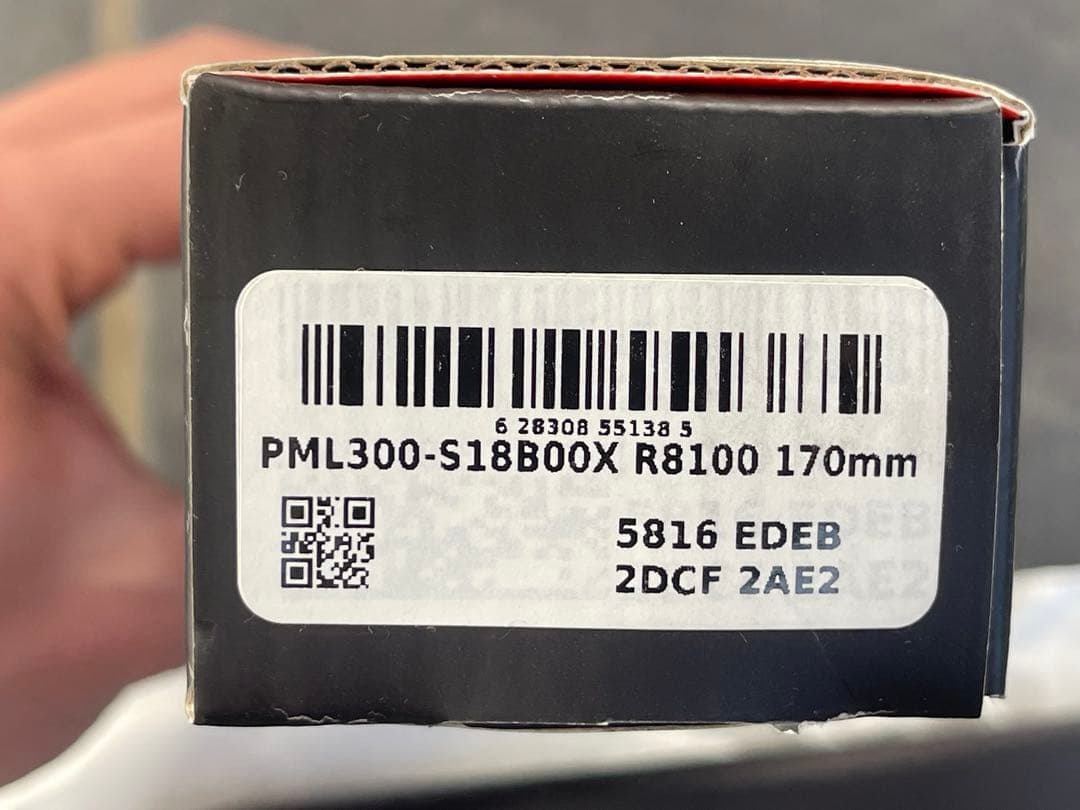 6 28308 55138 5
PML300-S18B00X R8100 170mm
5816 EDEB
2DCF 2AE2